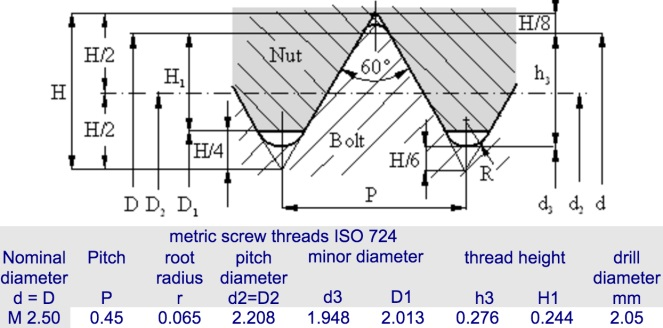 H/8
H/2
Nut
H₁
60°
h₃
H
H/2
Bolt
H/4
H/6
R
P
D D₂ D₁
d₃ d₂ d
metric screw threads ISO 724
Nominal Pitch root pitch minor diameter thread height drill
diameter radius diameter diameter
d = D P r d2=D2 d3 D1 h3 H1 mm
M 2.50 0.45 0.065 2.208 1.948 2.013 0.276 0.244 2.05